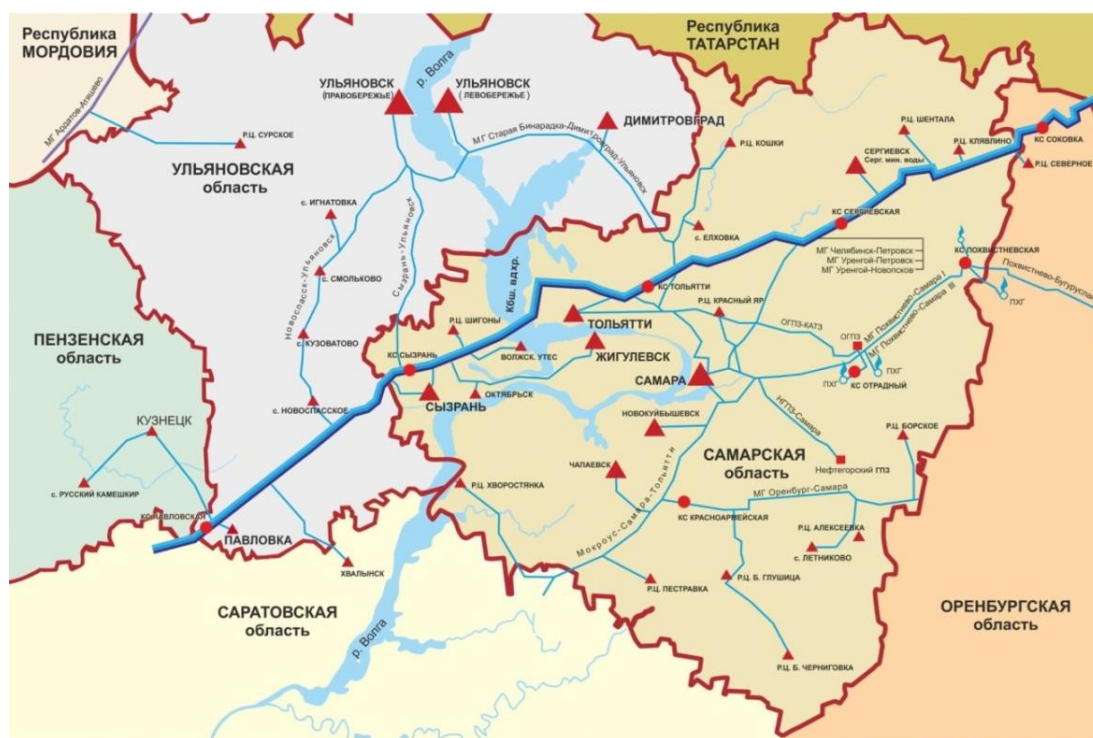 Республика
МОРДОВИЯ
МГ Ардатов-Атяшево
Р.Ц. СУРСКОЕ
УЛЬЯНОВСКАЯ
область
УЛЬЯНОВСК
(ПРАВОБЕРЕЖЬЕ)
р. Волга
УЛЬЯНОВСК
( ЛЕВОБЕРЕЖЬЕ )
МГ Старая Бинарадка-Димитровград-Ульяновск
ДИМИТРОВГРАД
Республика
ТАТАРСТАН
Р.Ц. КОШКИ
Р.Ц. ШЕНТАЛА
СЕРГИЕВСК
Серг. мин. воды
Р.Ц. КЛЯВЛИНО
КС СОКОВКА
Р.Ц. СЕВЕРНОЕ
с. ИГНАТОВКА
Новоспасск-Ульяновск
Сызрань-Ульяновск
с. СМОЛЬКОВО
с. ЕЛХОВКА
КС СЕРГИЕВСКАЯ
МГ Челябинск-Петровск
МГ Уренгой-Петровск
МГ Уренгой-Новопсков
КС ПОХВИСТНЕВСКАЯ
Похвистнево-Бугуруслан
ПХГ
Кбш. вдхр.
КС ТОЛЬЯТТИ
Р.Ц. КРАСНЫЙ ЯР
МГ Похвистнево-Самара I
МГ Похвистнево-Самара III
ОГПЗ-КАТЗ
ОГПЗ
ПЕНЗЕНСКАЯ
область
с. КУЗОВАТОВО
Р.Ц. ШИГОНЫ
ТОЛЬЯТТИ
КС СЫЗРАНЬ
ВОЛЖСК. УТЕС
ЖИГУЛЕВСК
САМАРА
ПХГ
ПХГ
КС ОТРАДНЫЙ
с. НОВОСПАССКОЕ
СЫЗРАНЬ
ОКТЯБРЬСК
НОВОКУЙБЫШЕВСК
НГПЗ-Самара
Р.Ц. БОРСКОЕ
КУЗНЕЦК
САМАРСКАЯ
область
Нефтегорский ГПЗ
с. РУССКИЙ КАМЕШКИР
ЧАПАЕВСК
Р.Ц. ХВОРОСТЯНКА
МГ Оренбург-Самара
КС ПАВЛОВСКАЯ
ПАВЛОВКА
Мокроус-Самара-Тольятти
КС КРАСНОАРМЕЙСКАЯ
Р.Ц. АЛЕКСЕЕВКА
с. ЛЕТНИКОВО
ХВАЛЫНСК
Р.Ц. ПЕСТРАВКА
Р.Ц. Б. ГЛУШИЦА
САРАТОВСКАЯ
область
р. Волга
ОРЕНБУРГСКАЯ
область
Р.Ц. Б. ЧЕРНИГОВКА